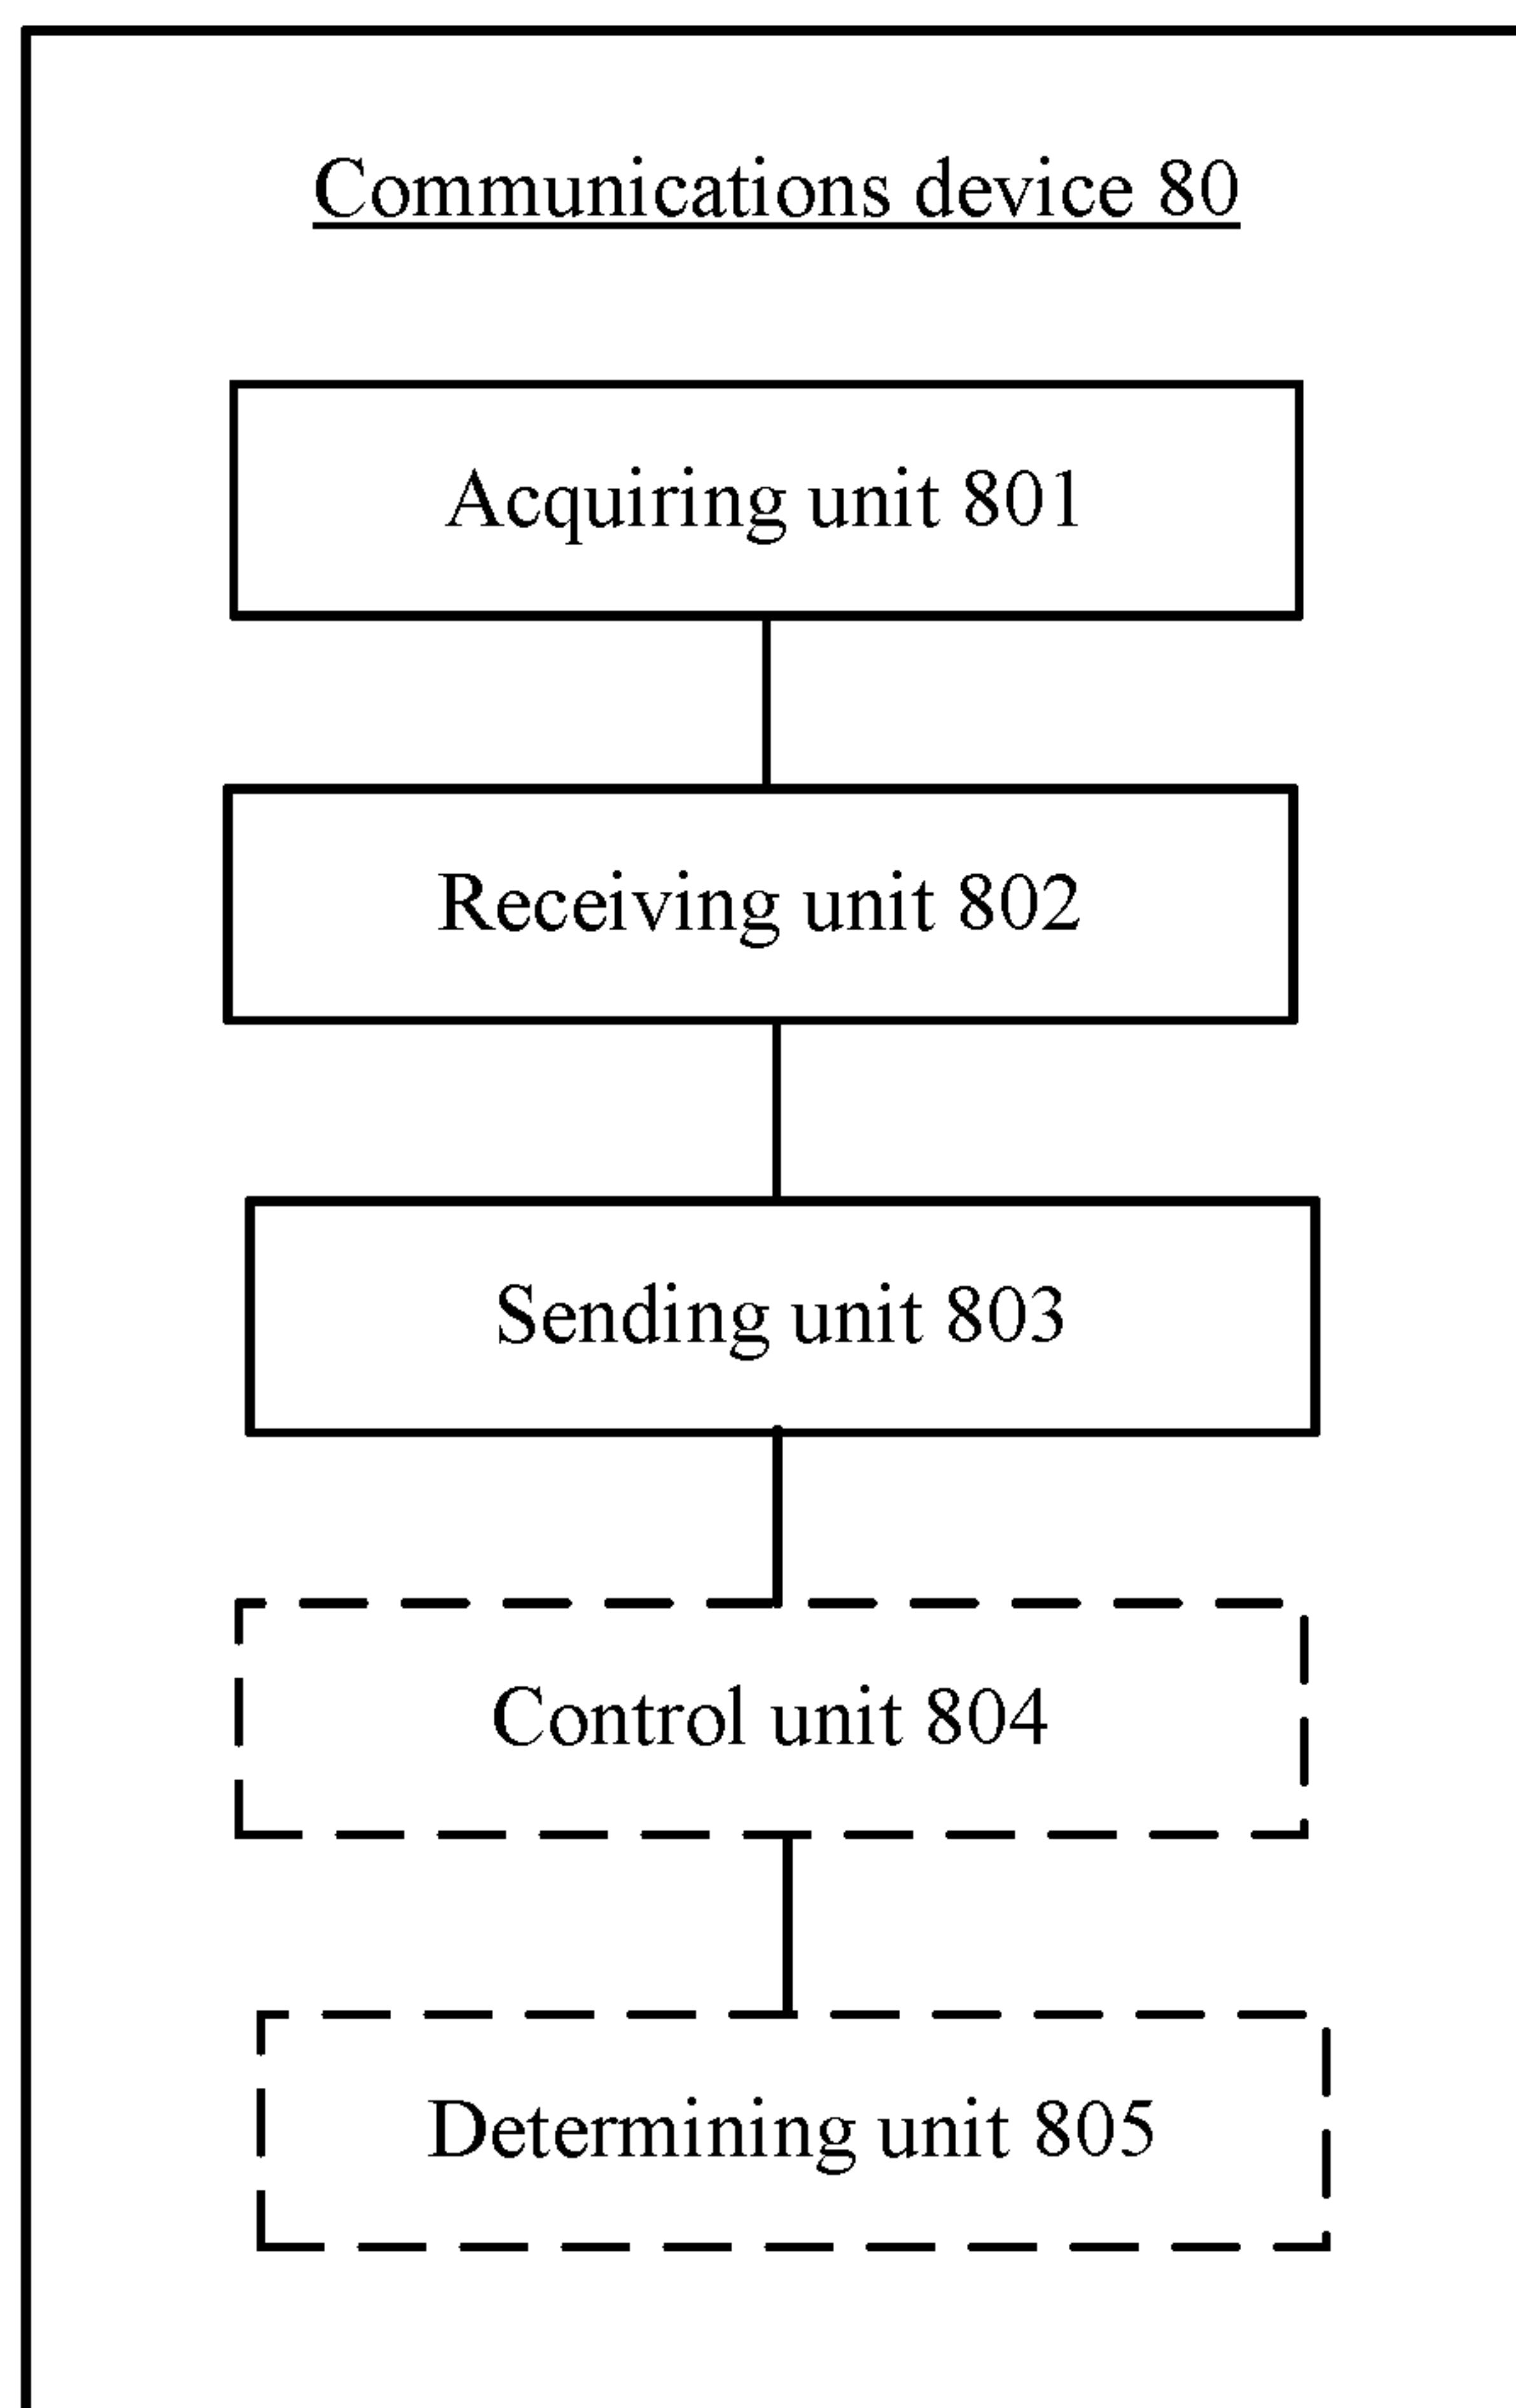 Communications device 80
Acquiring unit 801
Receiving unit 802
Sending unit 803
Control unit 804
Determining unit 805